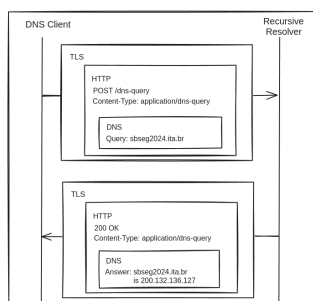 DNS Client
Recursive
Resolver
TLS
HTTP
POST /dns-query
Content-Type: application/dns-query
DNS
Query: sbseg2024.ita.br
TLS
HTTP
200 OK
Content-Type: application/dns-query
DNS
Answer: sbseg2024.ita.br
is 200.132.136.127